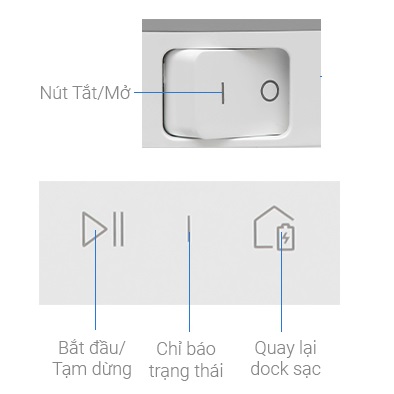 Nút Tắt/Mở
Bắt đầu/
Tạm dừng
Chỉ báo
trạng thái
Quay lại
dock sạc